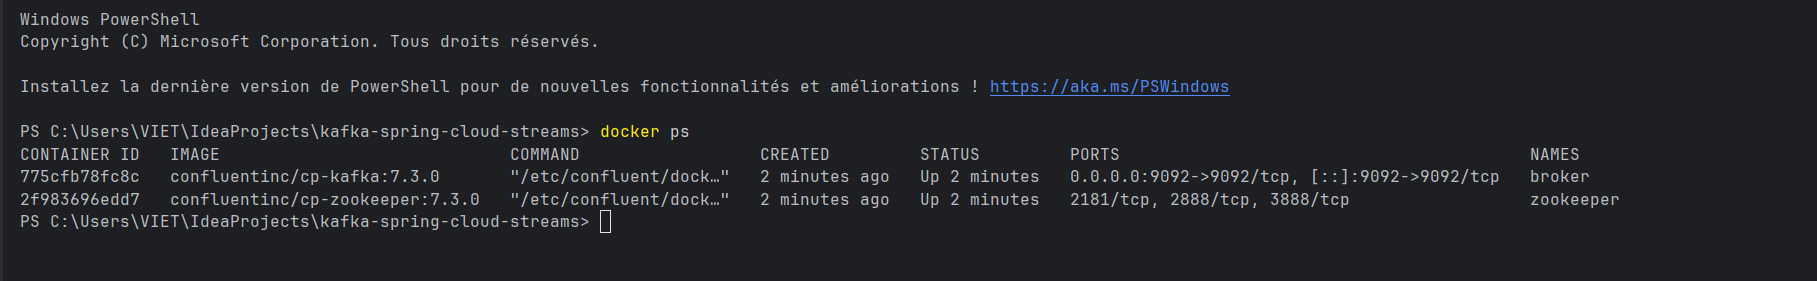 Windows PowerShell
Copyright (C) Microsoft Corporation. Tous droits réservés.
Installez la dernière version de PowerShell pour de nouvelles fonctionnalités et améliorations ! https://aka.ms/PSWindows
PS C:\Users\VIET\IdeaProjects\kafka-spring-cloud-streams> docker ps
CONTAINER ID   IMAGE                             COMMAND                  CREATED         STATUS         PORTS                                         NAMES
775cfb78fc8c   confluentinc/cp-kafka:7.3.0       "/etc/confluent/dock…"   2 minutes ago   Up 2 minutes   0.0.0.0:9092->9092/tcp, [::]:9092->9092/tcp   broker
2f983696edd7   confluentinc/cp-zookeeper:7.3.0   "/etc/confluent/dock…"   2 minutes ago   Up 2 minutes   2181/tcp, 2888/tcp, 3888/tcp                  zookeeper
PS C:\Users\VIET\IdeaProjects\kafka-spring-cloud-streams>